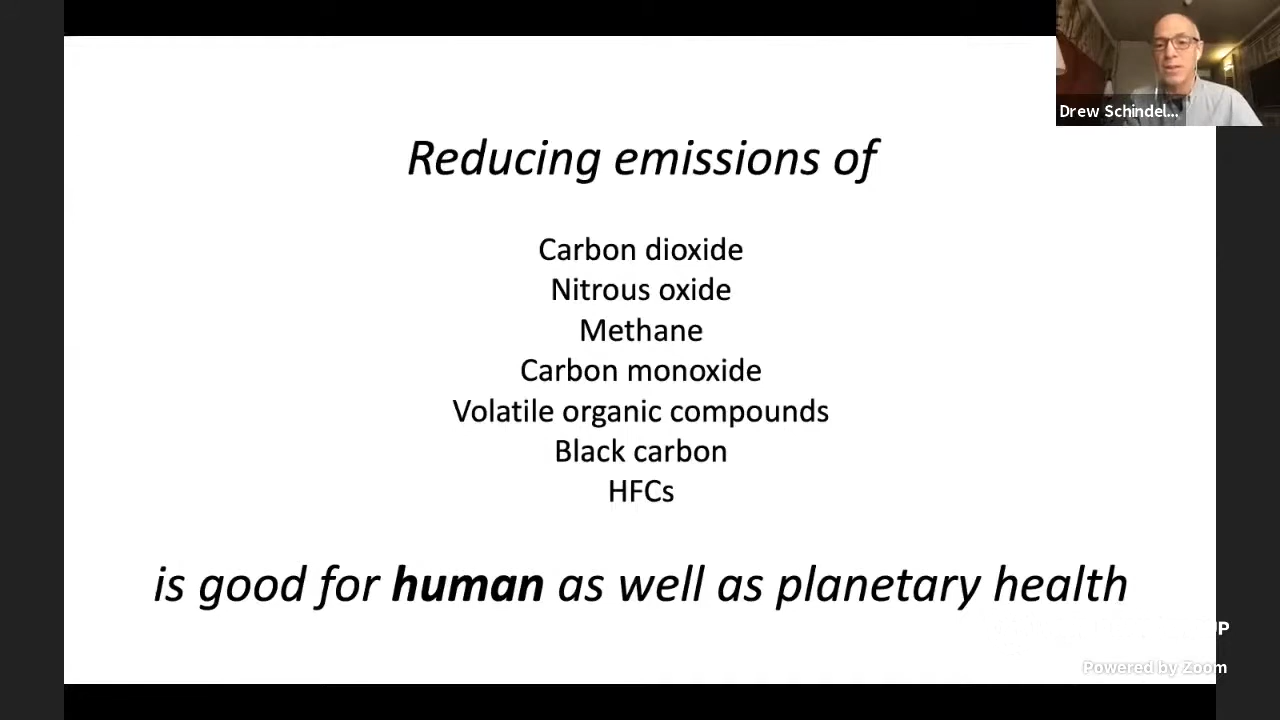 Drew Schindel...
Reducing emissions of
Carbon dioxide
Nitrous oxide
Methane
Carbon monoxide
Volatile organic compounds
Black carbon
HFCs
is good for human as well as planetary health
Powered by Zoom